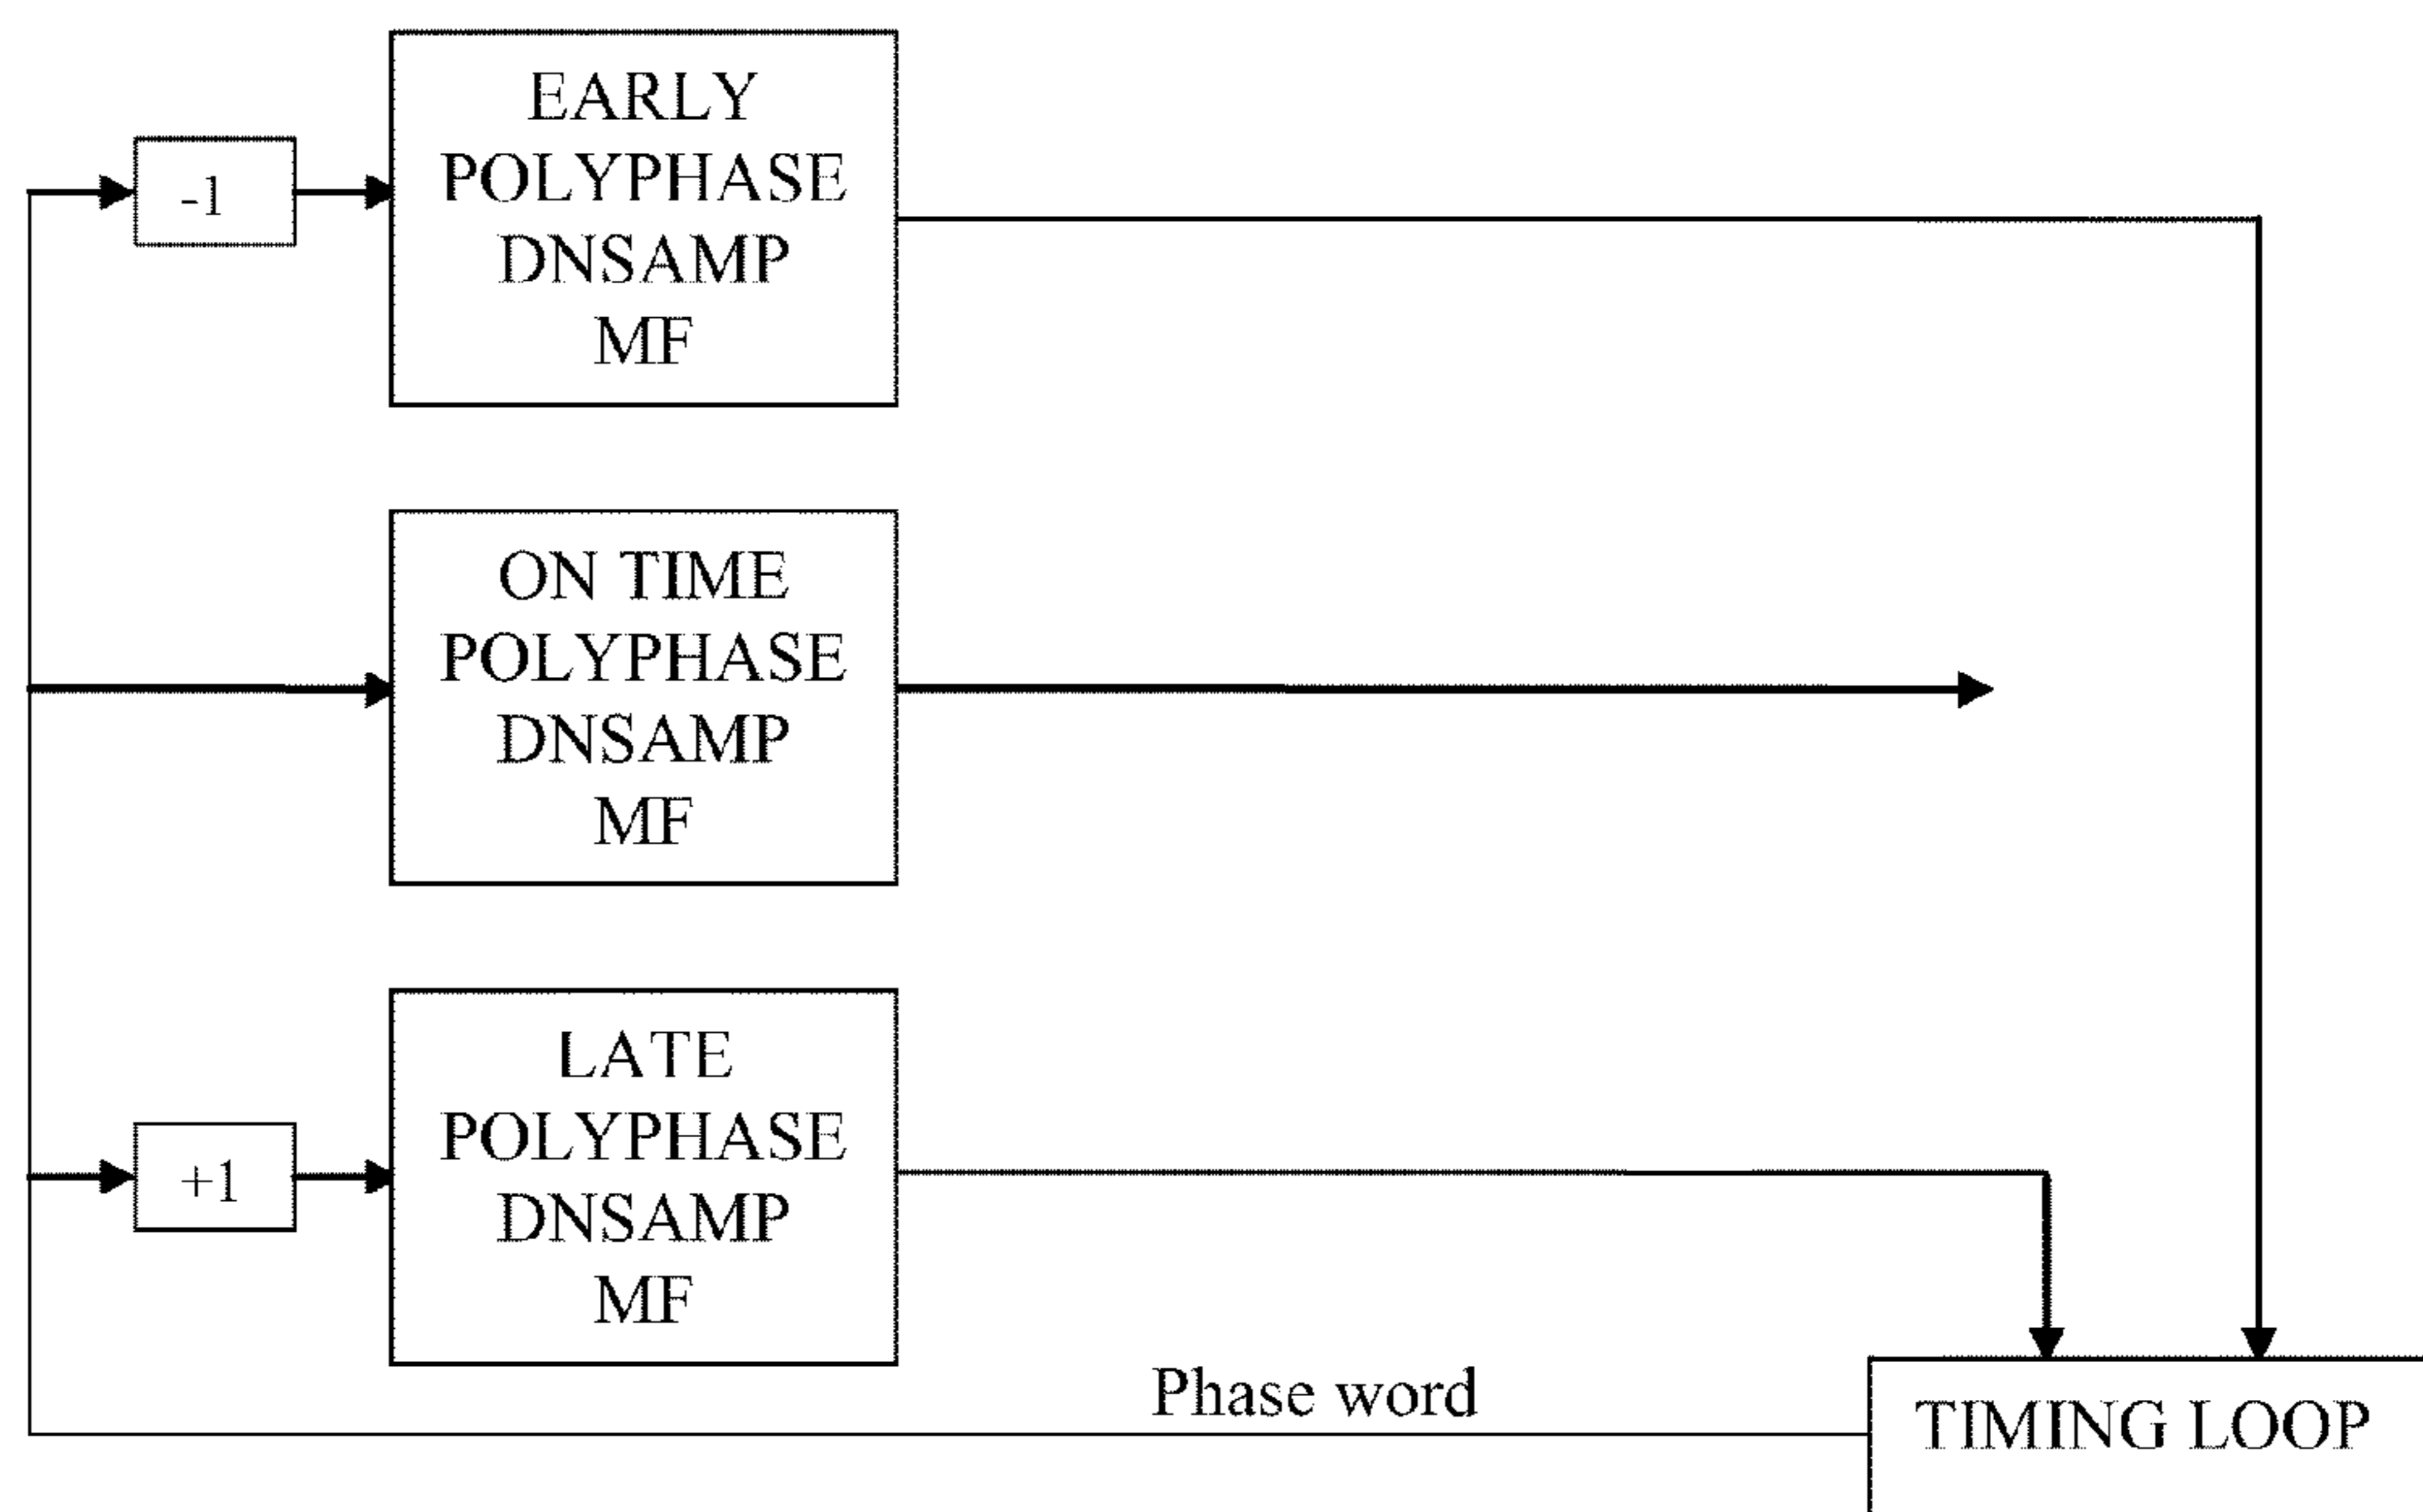 -1
EARLY
POLYPHASE
DNSAMP
MF
ON TIME
POLYPHASE
DNSAMP
MF
+1
LATE
POLYPHASE
DNSAMP
MF
Phase word
TIMING LOOP